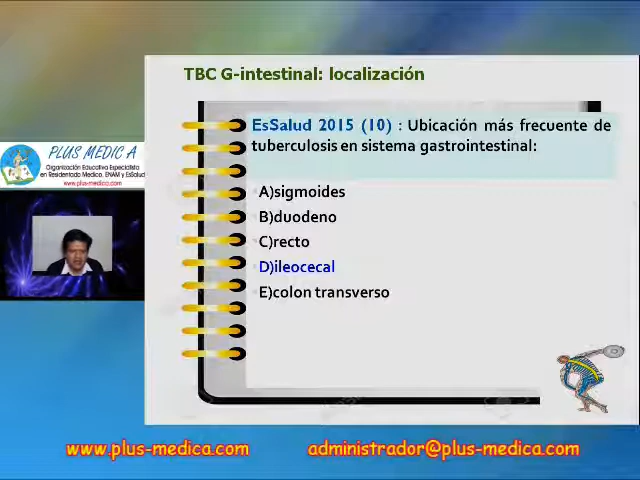 TBC G-intestinal: localización
EsSalud 2015 (10) : Ubicación más frecuente de
tuberculosis en sistema gastrointestinal:
A)sigmoides
B)duodeno
C)recto
D)ileocecal
E)colon transverso
PLUS MEDIC A
Organización Educativa Especialista
en Residentado Medico, ENAM y EsSalud
www.plus-medica.com
www.plus-medica.com administrador@plus-medica.com